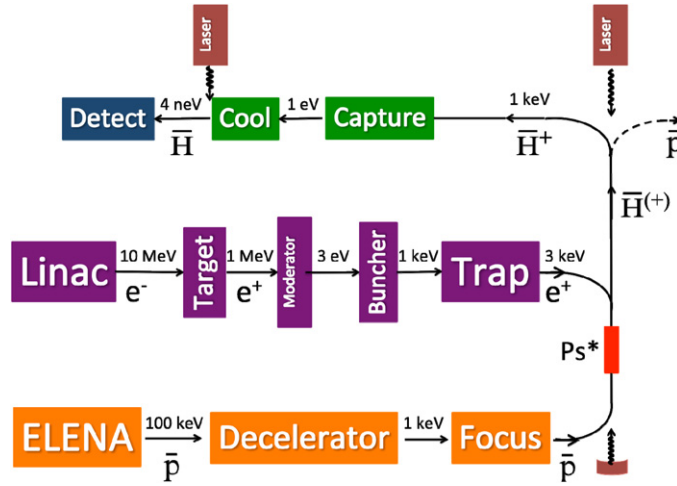 Laser
Laser
Detect
4 neV
H̅
Cool
1 eV
Capture
1 keV
H̅⁺
p̅
H̅⁽⁺⁾
Linac
10 MeV
e⁻
Target
1 MeV
e⁺
Moderator
3 eV
Buncher
1 keV
Trap
3 keV
e⁺
Ps*
ELENA
100 keV
p̅
Decelerator
1 keV
Focus
p̅